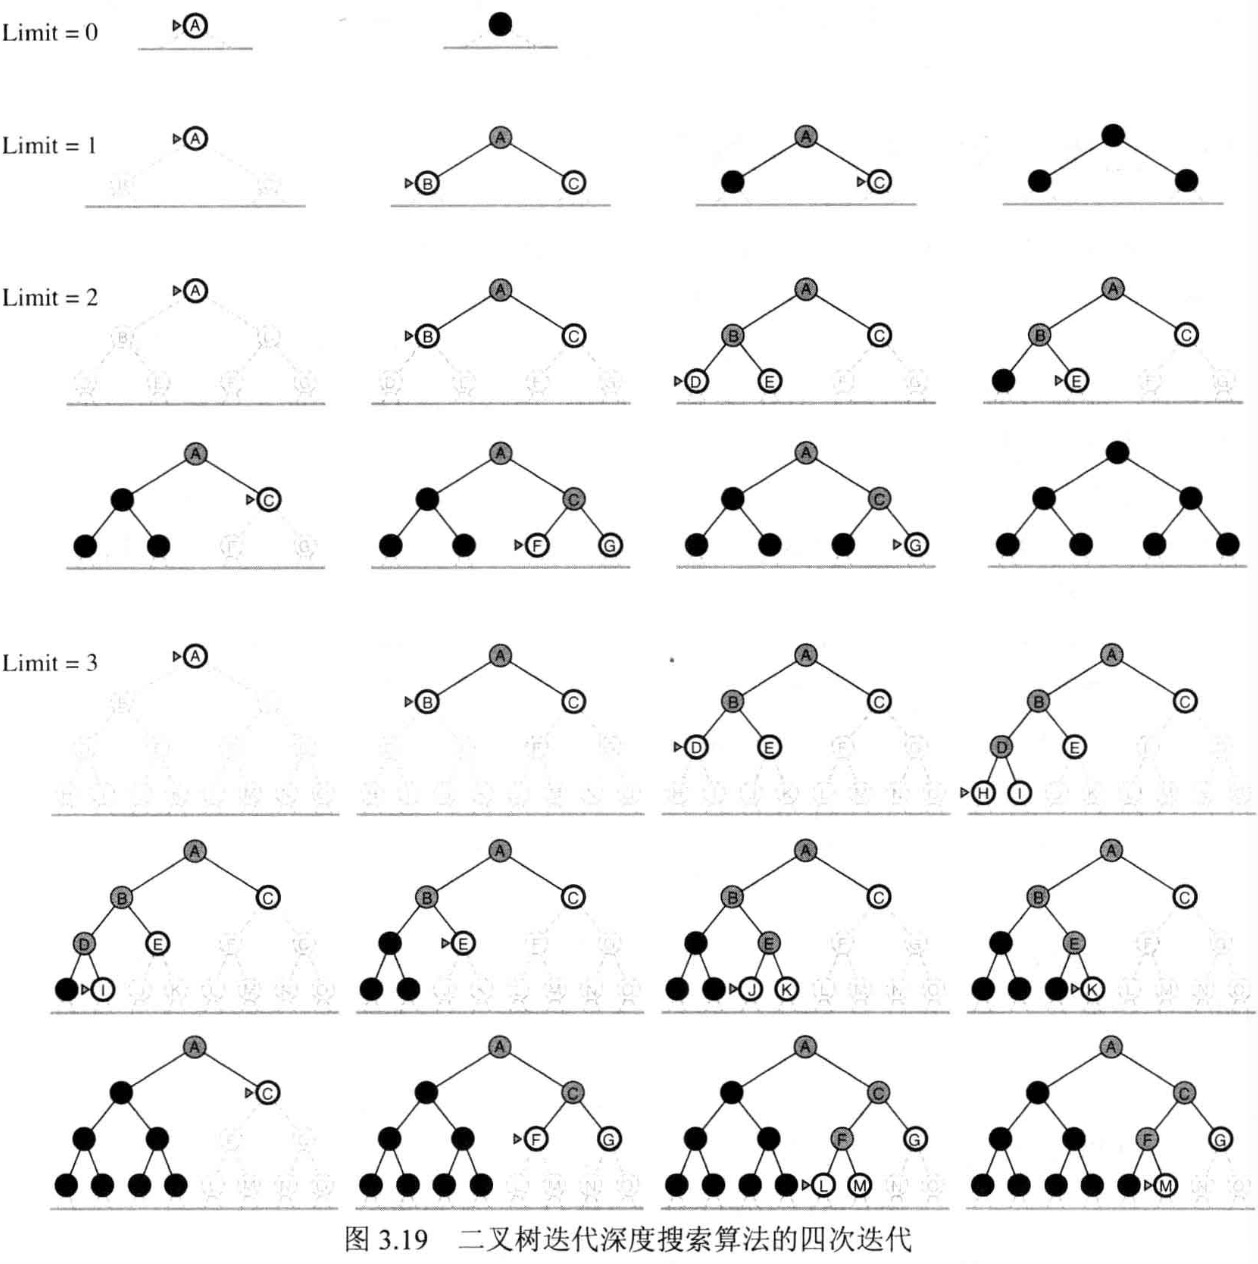 Limit = 0 A
Limit = 1 A A A
B C C
Limit = 2 A A A A
B B C B C B C
D E E
A A A
C C C
F G G
Limit = 3 A A A A
B C B C B C
D E D E
H I
A A A A
B C B C B C B C
D E E E E
I J K K
A A A A
C C C C
F G F G F G
L M M
图 3.19 二叉树迭代深度搜索算法的四次迭代